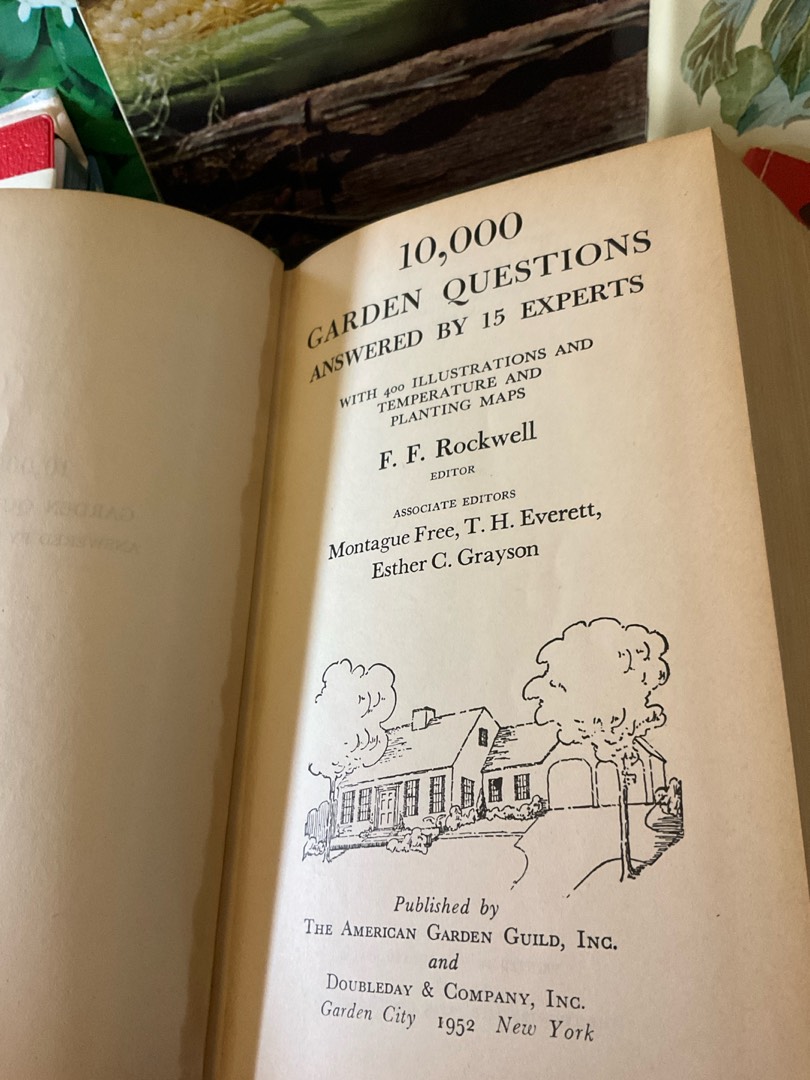 10,000
GARDEN QUESTIONS
ANSWERED BY 15 EXPERTS
WITH 400 ILLUSTRATIONS AND
TEMPERATURE AND
PLANTING MAPS
F. F. Rockwell
EDITOR
ASSOCIATE EDITORS
Montague Free, T. H. Everett,
Esther C. Grayson
Published by
THE AMERICAN GARDEN GUILD, INC.
and
DOUBLEDAY & COMPANY, INC.
Garden City 1952 New York